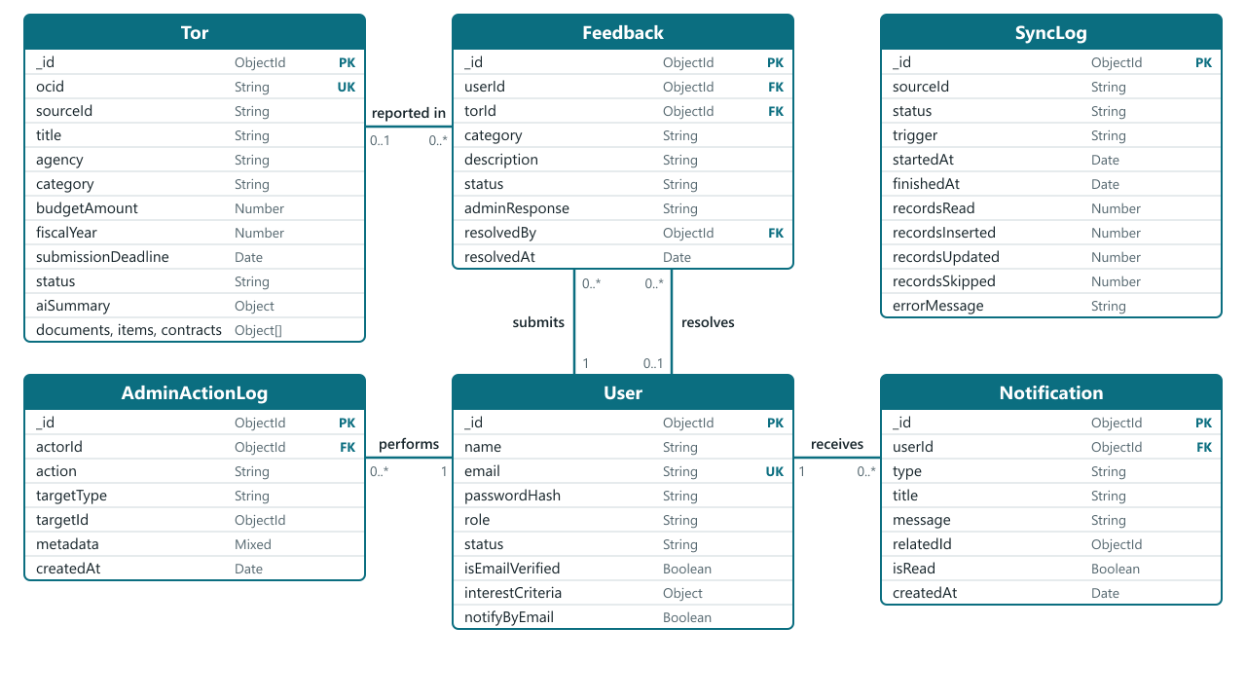 Tor
_id ObjectId PK
ocid String UK
sourceId String
title String
agency String
category String
budgetAmount Number
fiscalYear Number
submissionDeadline Date
status String
aiSummary Object
documents, items, contracts Object[]
reported in
0..1 0..*
Feedback
_id ObjectId PK
userId ObjectId FK
torId ObjectId FK
category String
description String
status String
adminResponse String
resolvedBy ObjectId FK
resolvedAt Date
SyncLog
_id ObjectId PK
sourceId String
status String
trigger String
startedAt Date
finishedAt Date
recordsRead Number
recordsInserted Number
recordsUpdated Number
recordsSkipped Number
errorMessage String
0..* 0..*
submits resolves
1 0..1
AdminActionLog
_id ObjectId PK
actorId ObjectId FK
action String
targetType String
targetId ObjectId
metadata Mixed
createdAt Date
performs
0..* 1
User
_id ObjectId PK
name String
email String UK
passwordHash String
role String
status String
isEmailVerified Boolean
interestCriteria Object
notifyByEmail Boolean
receives
1 0..*
Notification
_id ObjectId PK
userId ObjectId FK
type String
title String
message String
relatedId ObjectId
isRead Boolean
createdAt Date